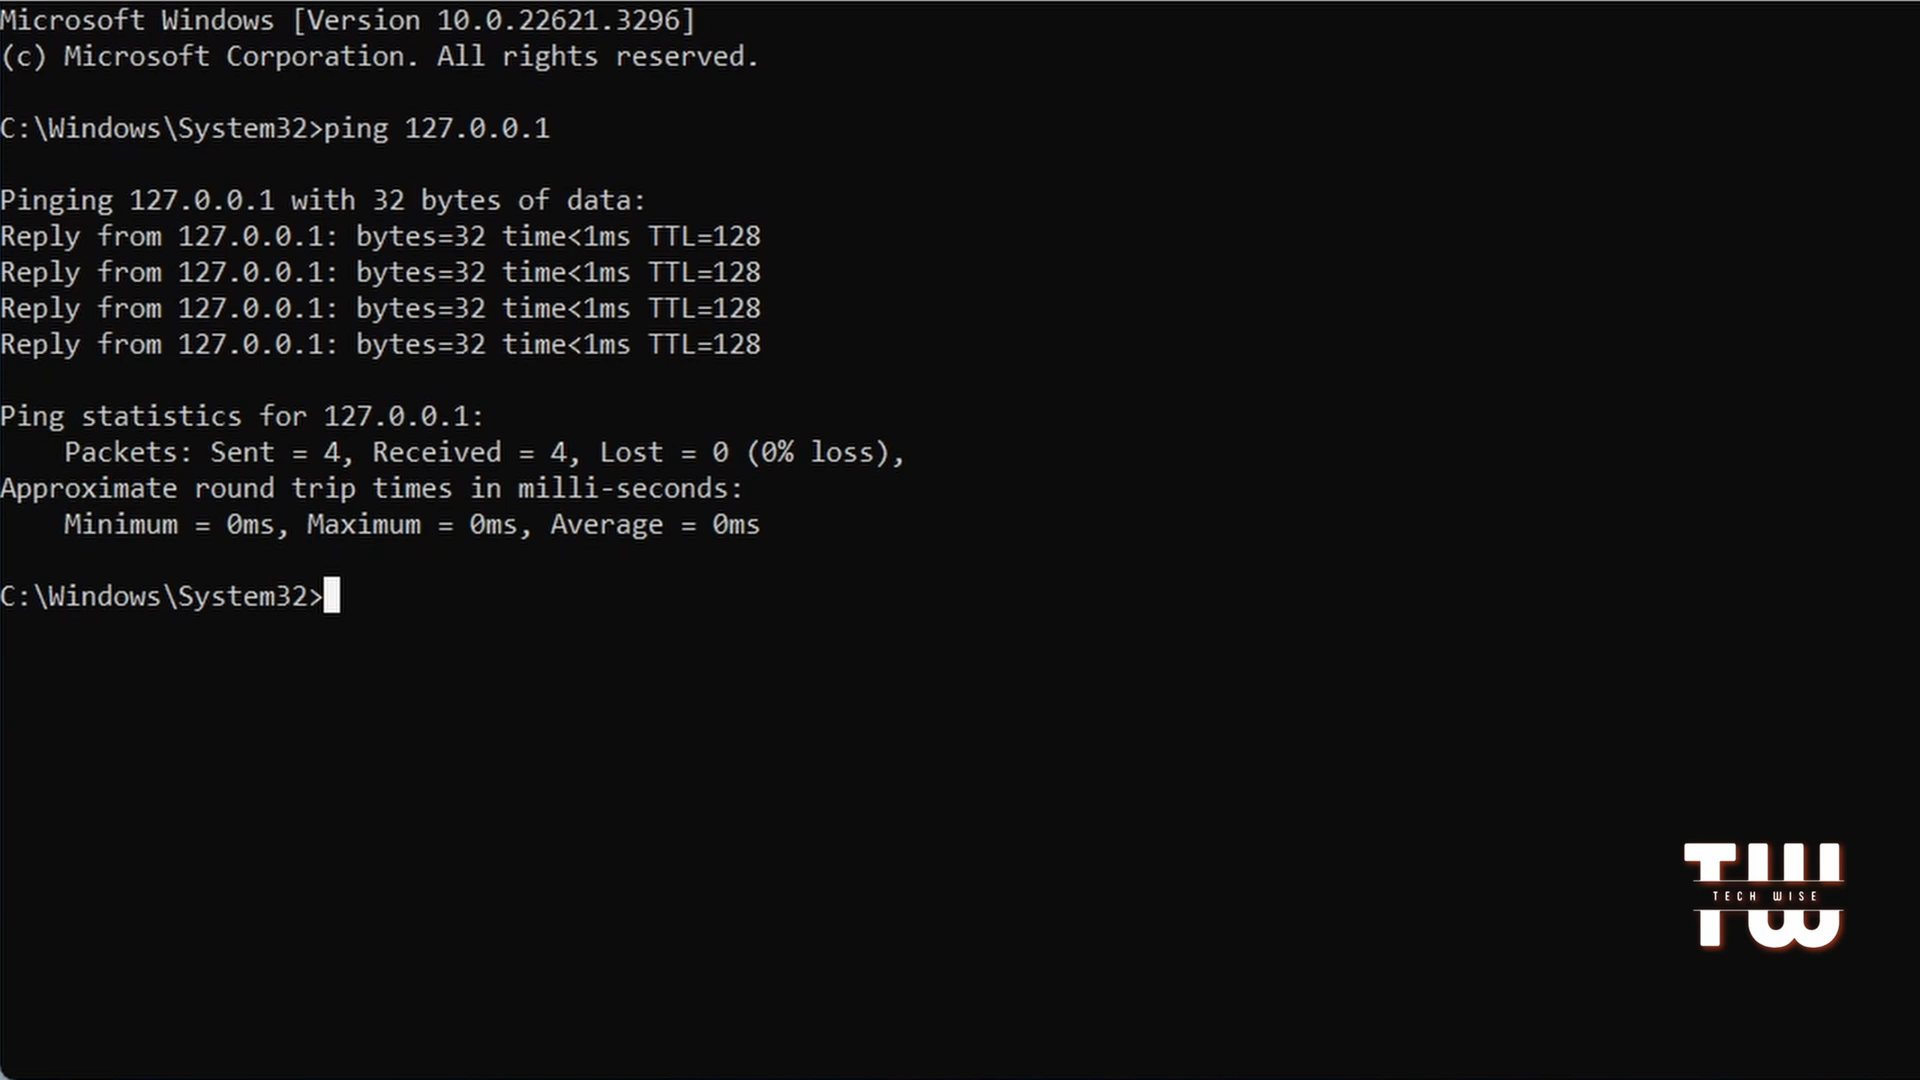 Microsoft Windows [Version 10.0.22621.3296]
(c) Microsoft Corporation. All rights reserved.
C:\Windows\System32>ping 127.0.0.1
Pinging 127.0.0.1 with 32 bytes of data:
Reply from 127.0.0.1: bytes=32 time<1ms TTL=128
Reply from 127.0.0.1: bytes=32 time<1ms TTL=128
Reply from 127.0.0.1: bytes=32 time<1ms TTL=128
Reply from 127.0.0.1: bytes=32 time<1ms TTL=128
Ping statistics for 127.0.0.1:
    Packets: Sent = 4, Received = 4, Lost = 0 (0% loss),
Approximate round trip times in milli-seconds:
    Minimum = 0ms, Maximum = 0ms, Average = 0ms
C:\Windows\System32>
TW
TECH WISE